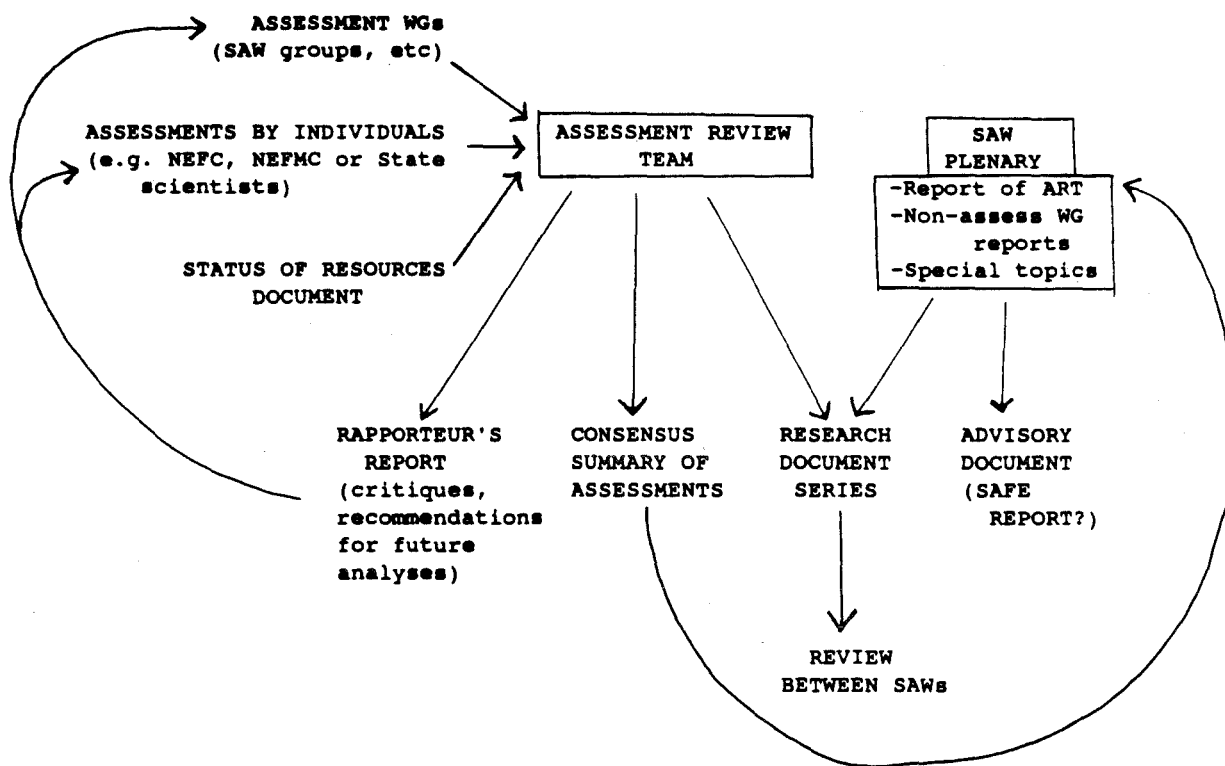 ASSESSMENT WGs
(SAW groups, etc)
ASSESSMENTS BY INDIVIDUALS
(e.g. NEFC, NEFMC or State
scientists)
STATUS OF RESOURCES
DOCUMENT
ASSESSMENT REVIEW
TEAM
SAW
PLENARY
-Report of ART
-Non-assess WG
reports
-Special topics
RAPPORTEUR'S
REPORT
(critiques,
recommendations
for future
analyses)
CONSENSUS
SUMMARY OF
ASSESSMENTS
RESEARCH
DOCUMENT
SERIES
ADVISORY
DOCUMENT
(SAFE
REPORT?)
REVIEW
BETWEEN SAWs